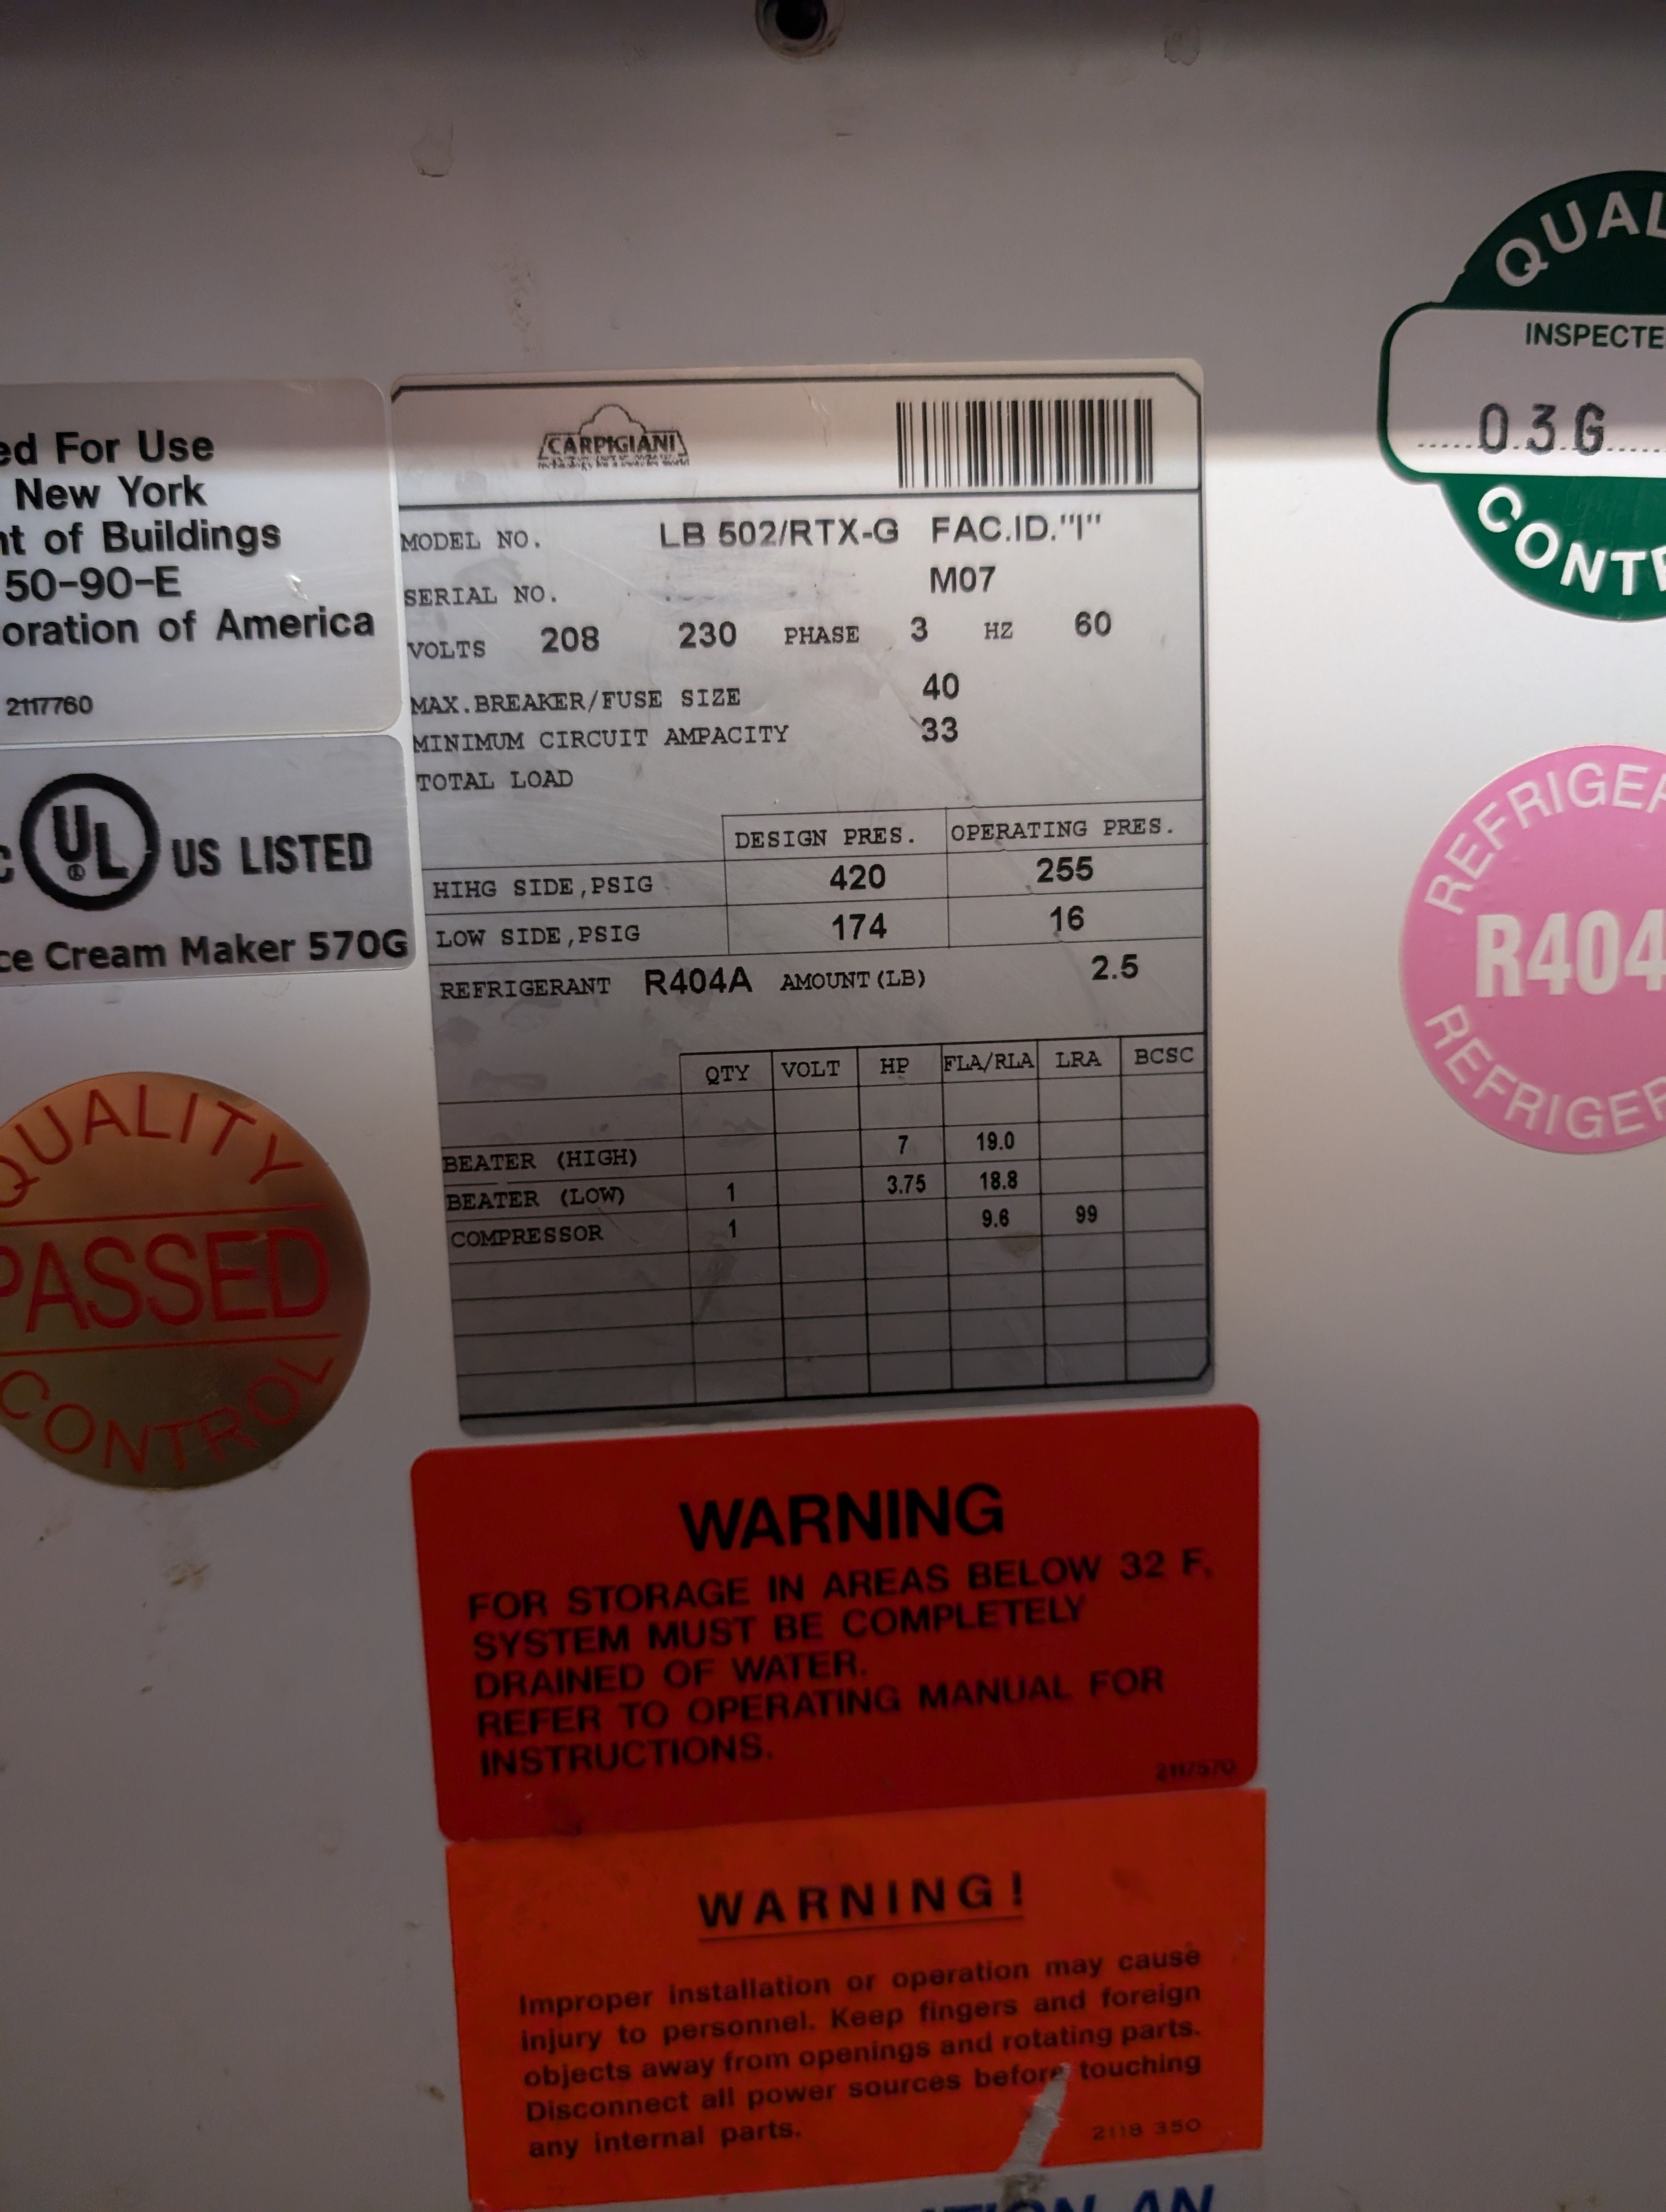 QUAL
INSPECTE
03G
CONT
ed For Use
New York
nt of Buildings
50-90-E
oration of America
2117760
C UL ® US LISTED
ce Cream Maker 570G
QUALITY
PASSED
CONTROL
CARPIGIANI
MODEL NO. LB 502/RTX-G FAC.ID."I"
SERIAL NO. M07
VOLTS 208 230 PHASE 3 HZ 60
MAX.BREAKER/FUSE SIZE 40
MINIMUM CIRCUIT AMPACITY 33
TOTAL LOAD
DESIGN PRES. OPERATING PRES.
HIHG SIDE,PSIG 420 255
LOW SIDE,PSIG 174 16
REFRIGERANT R404A AMOUNT(LB) 2.5
QTY VOLT HP FLA/RLA LRA BCSC
BEATER (HIGH) 7 19.0
BEATER (LOW) 1 3.75 18.8
COMPRESSOR 1 9.6 99
REFRIGER
R404
REFRIGER
WARNING
FOR STORAGE IN AREAS BELOW 32 F,
SYSTEM MUST BE COMPLETELY
DRAINED OF WATER.
REFER TO OPERATING MANUAL FOR
INSTRUCTIONS.
2117570
WARNING!
Improper installation or operation may cause
injury to personnel. Keep fingers and foreign
objects away from openings and rotating parts.
Disconnect all power sources before touching
any internal parts.
2118 350
TION AN